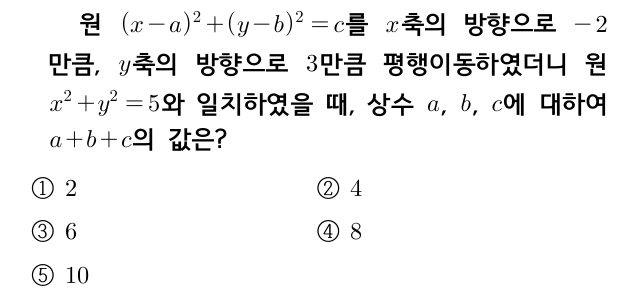 원 $(x-a)^2+(y-b)^2=c$를 $x$축의 방향으로 $-2$
만큼, $y$축의 방향으로 $3$만큼 평행이동하였더니 원
$x^2+y^2=5$와 일치하였을 때, 상수 $a$, $b$, $c$에 대하여
$a+b+c$의 값은?
① 2 ② 4
③ 6 ④ 8
⑤ 10